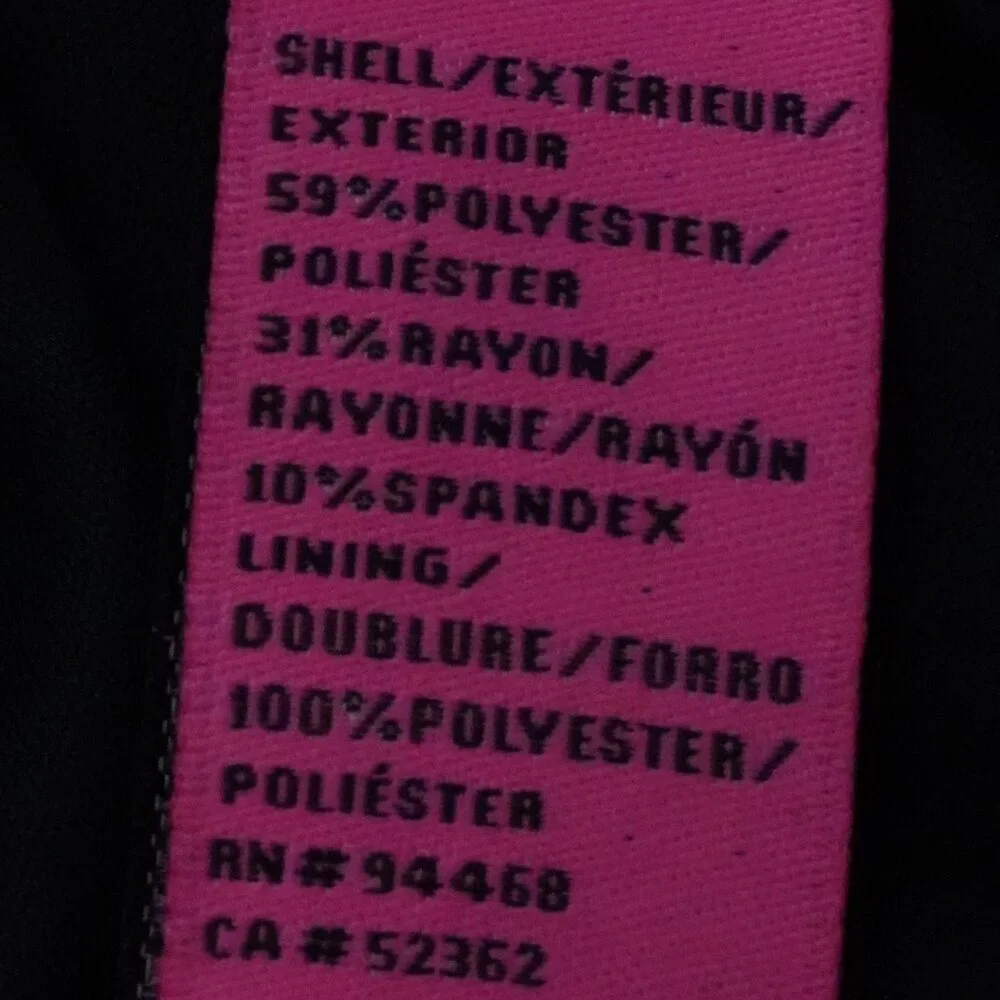 SHELL/EXTÉRIEUR/
EXTERIOR
59%POLYESTER/
POLIÉSTER
31%RAYON/
RAYONNE/RAYÓN
10%SPANDEX
LINING/
DOUBLURE/FORRO
100%POLYESTER/
POLIÉSTER
RN#94468
CA#52362